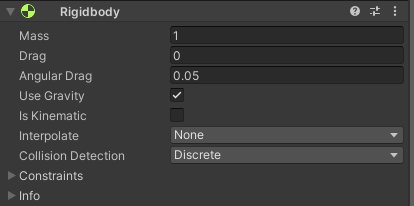 Rigidbody
Mass 1
Drag 0
Angular Drag 0.05
Use Gravity
Is Kinematic
Interpolate None
Collision Detection Discrete
Constraints
Info